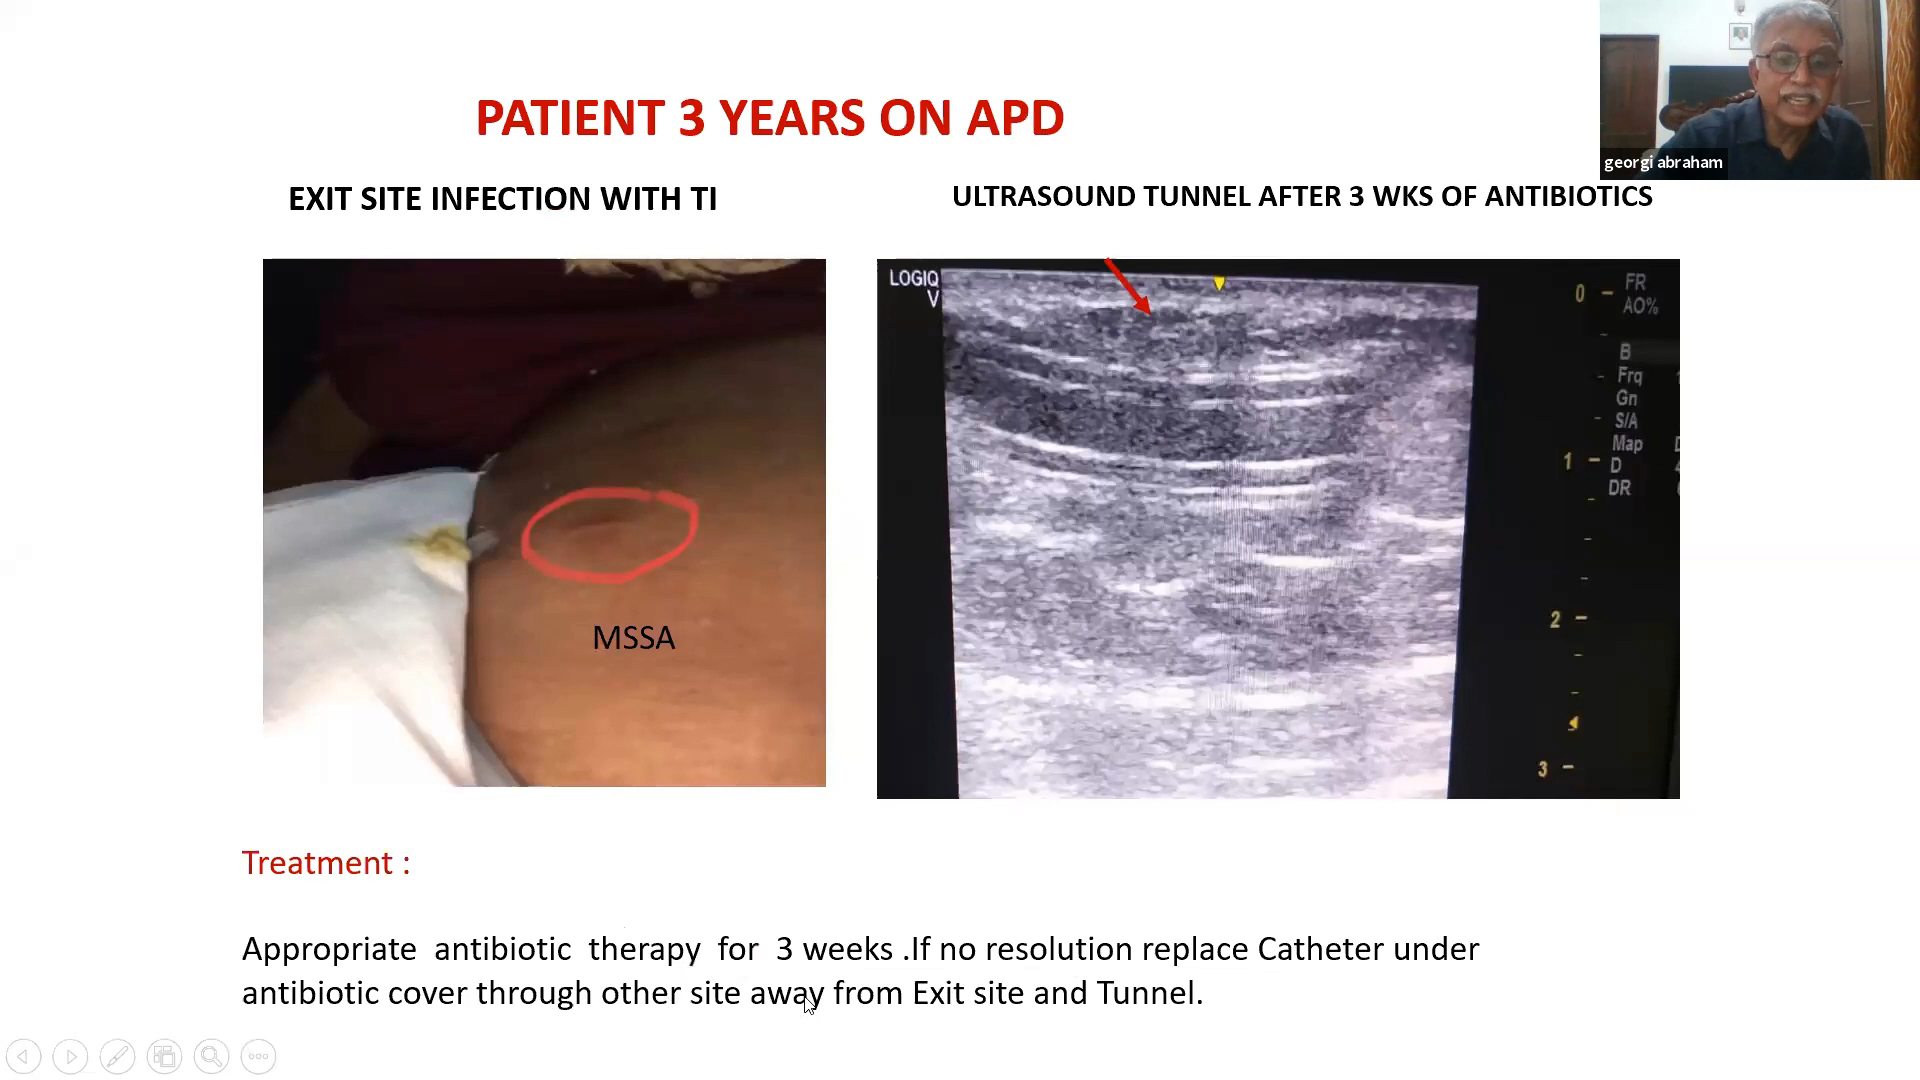 PATIENT 3 YEARS ON APD
georgi abraham
EXIT SITE INFECTION WITH TI
ULTRASOUND TUNNEL AFTER 3 WKS OF ANTIBIOTICS
LOGIQ
V
0
FR
AO%
B
Frq
Gn
S/A
Map
1
D
DR
2
3
MSSA
Treatment :
Appropriate antibiotic therapy for 3 weeks .If no resolution replace Catheter under
antibiotic cover through other site away from Exit site and Tunnel.